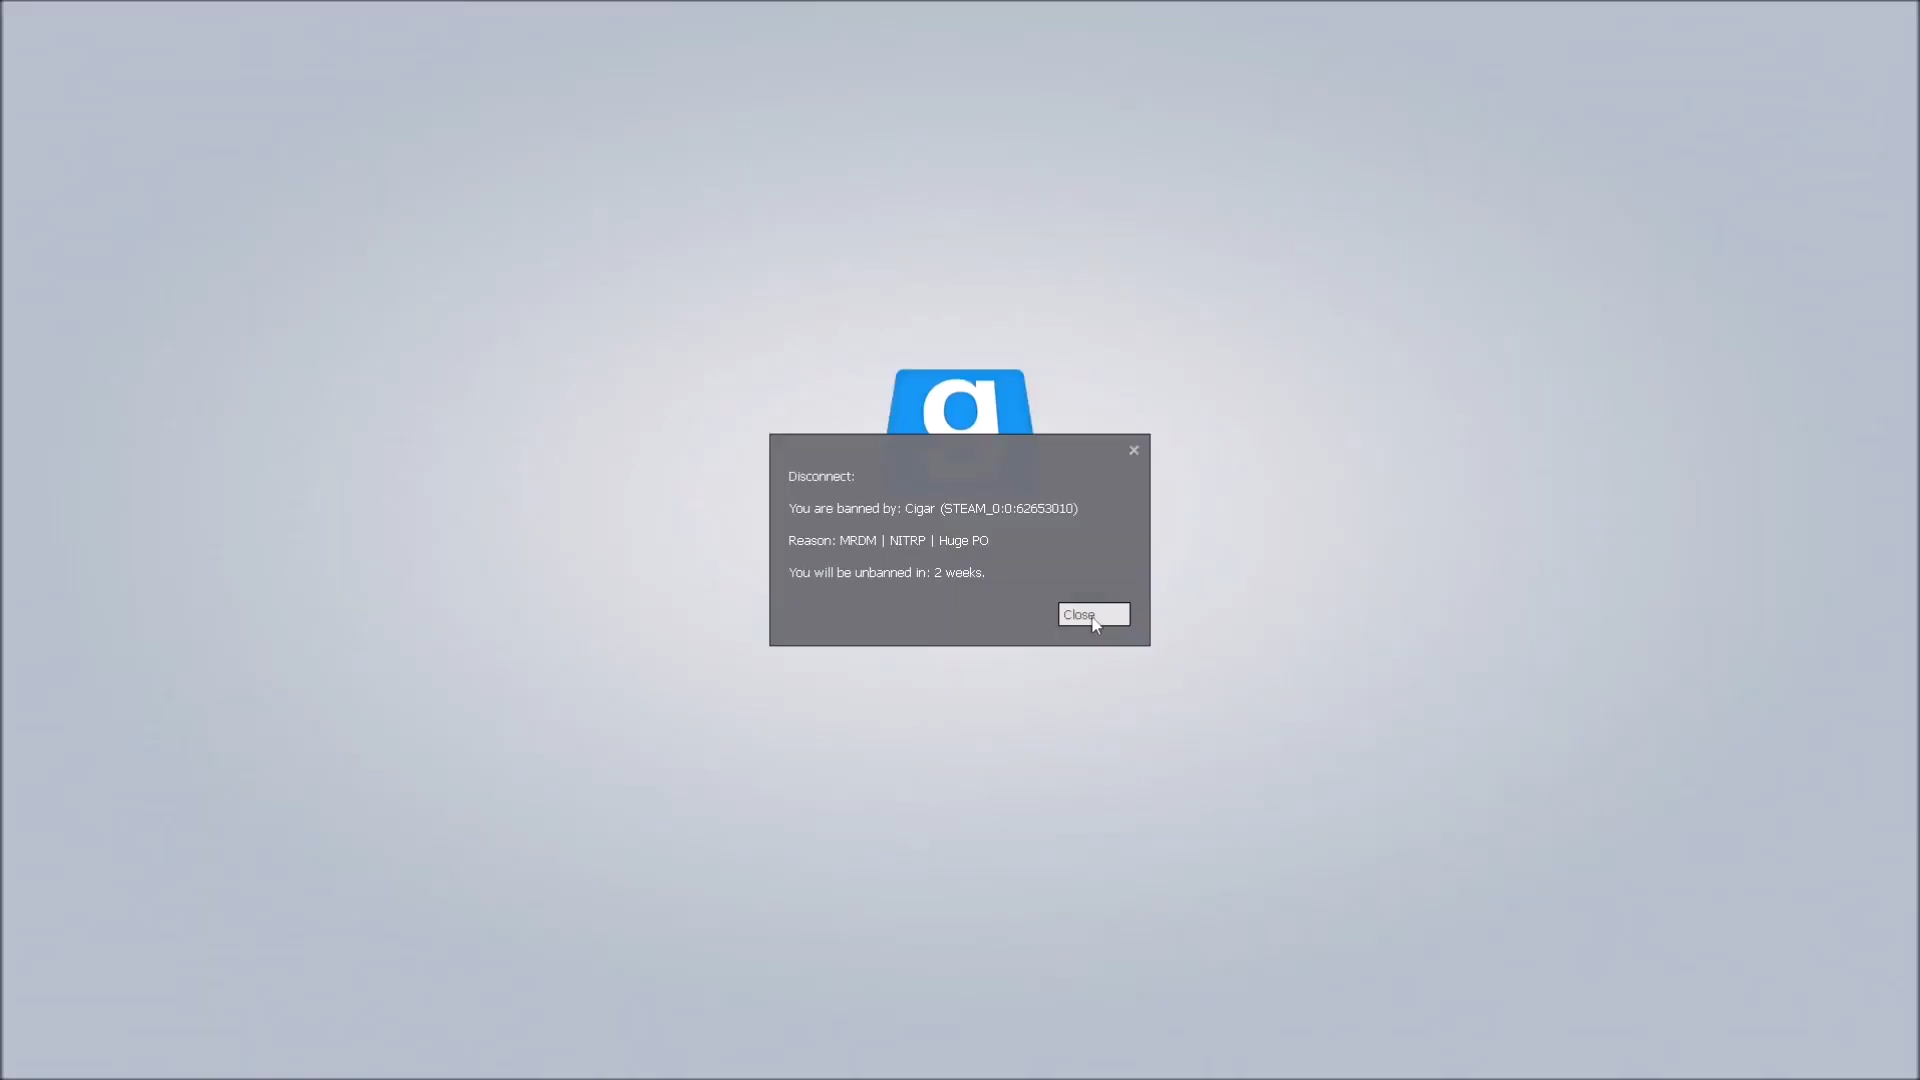 g
Disconnect:
You are banned by: Cigar (STEAM_0:0:62653010)
Reason: MRDM | NITRP | Huge PO
You will be unbanned in: 2 weeks.
Close